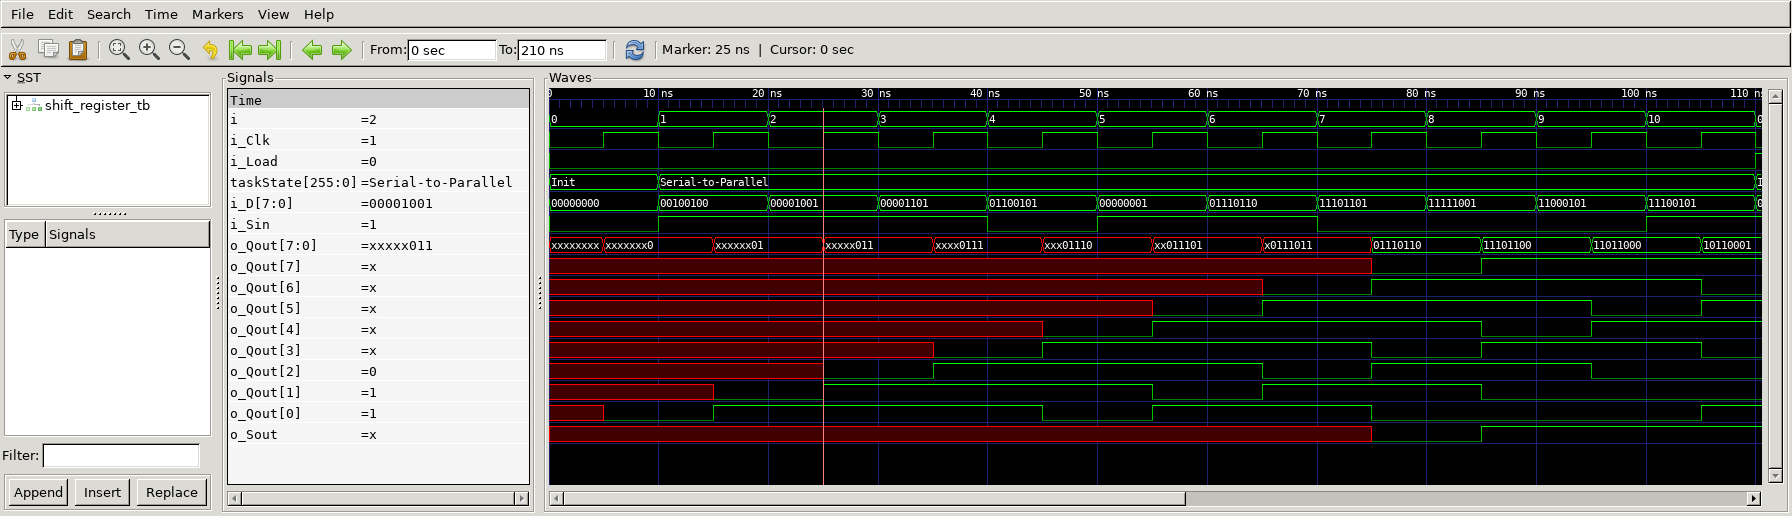 File Edit Search Time Markers View Help
From: 0 sec To: 210 ns Marker: 25 ns | Cursor: 0 sec
SST
shift_register_tb
Type Signals
Filter:
Append Insert Replace
Signals
Time
i =2
i_Clk =1
i_Load =0
taskState[255:0] =Serial-to-Parallel
i_D[7:0] =00001001
i_Sin =1
o_Qout[7:0] =xxxxx011
o_Qout[7] =x
o_Qout[6] =x
o_Qout[5] =x
o_Qout[4] =x
o_Qout[3] =x
o_Qout[2] =0
o_Qout[1] =1
o_Qout[0] =1
o_Sout =x
Waves
0 10 ns 20 ns 30 ns 40 ns 50 ns 60 ns 70 ns 80 ns 90 ns 100 ns 110 ns
0 1 2 3 4 5 6 7 8 9 10 0
Init Serial-to-Parallel I
00000000 00100100 00001001 00001101 01100101 00000001 01110110 11101101 11111001 11000101 11100101 0
xxxxxxxx xxxxxxx0 xxxxxx01 xxxxx011 xxxx0111 xxx01110 xx011101 x0111011 01110110 11101100 11011000 10110001